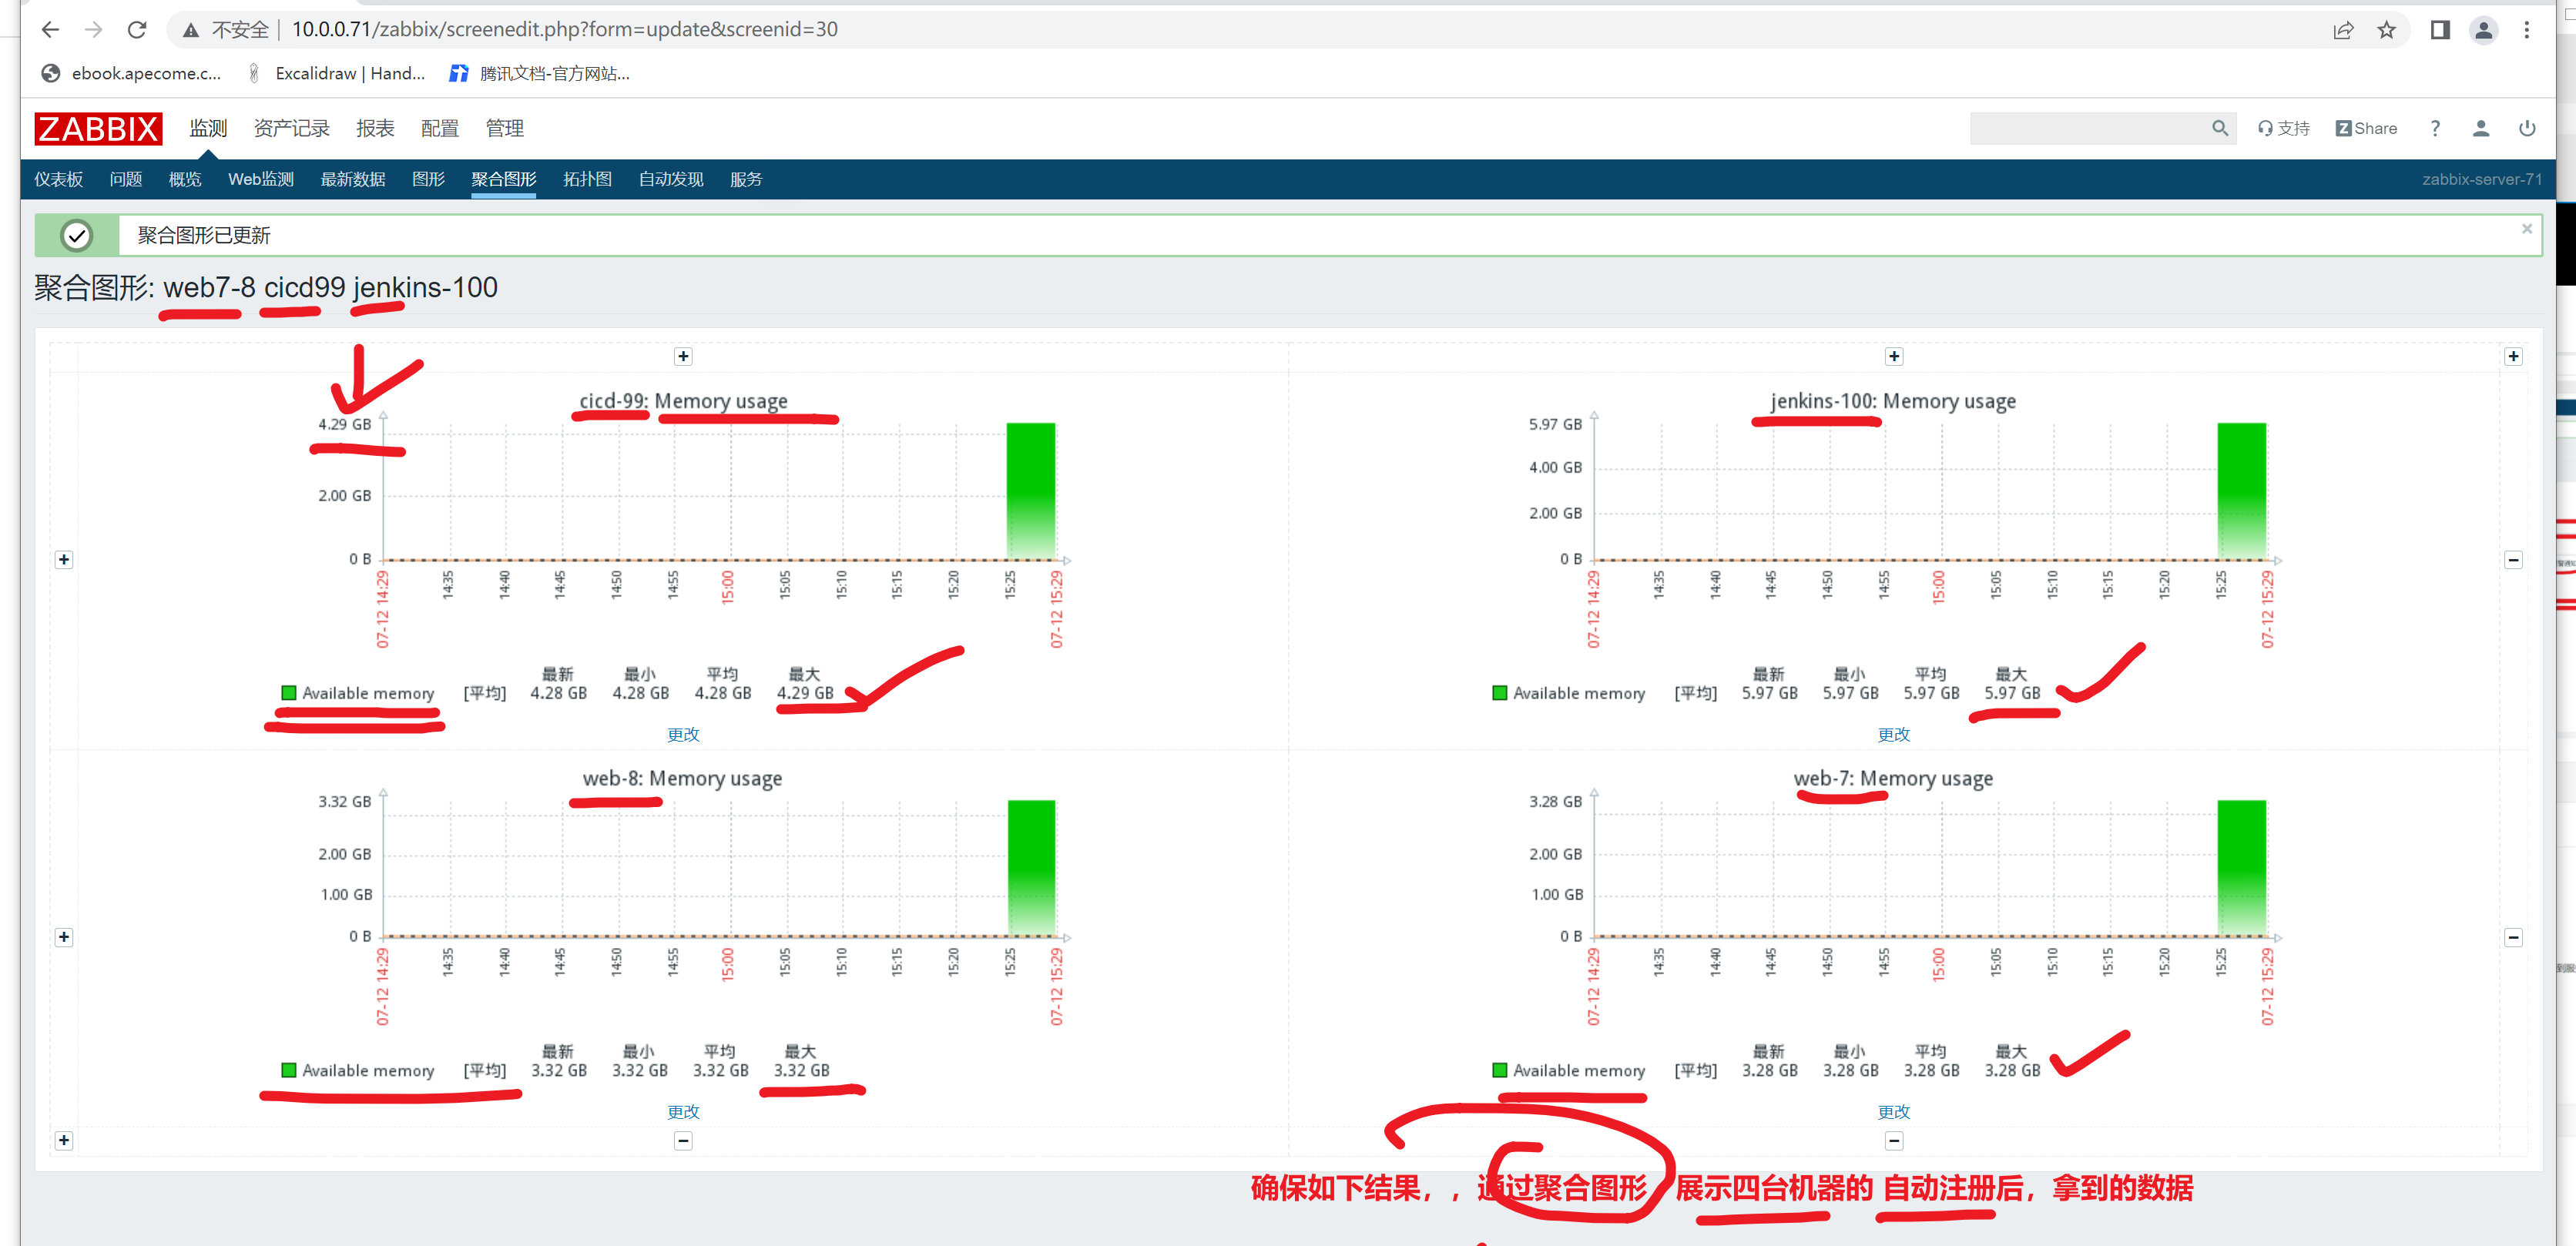 不安全 10.0.0.71/zabbix/screenedit.php?form=update&screenid=30
ebook.apecome.c... Excalidraw | Hand... 腾讯文档-官方网站...
ZABBIX 监测 资产记录 报表 配置 管理 支持 Z Share ?
仪表板 问题 概览 Web监测 最新数据 图形 聚合图形 拓扑图 自动发现 服务 zabbix-server-71
聚合图形已更新 ×
聚合图形: web7-8 cicd99 jenkins-100
cicd-99: Memory usage
4.29 GB
2.00 GB
0 B
07-12 14:29 14:35 14:40 14:45 14:50 14:55 15:00 15:05 15:10 15:15 15:20 15:25 07-12 15:29
最新 最小 平均 最大
Available memory [平均] 4.28 GB 4.28 GB 4.28 GB 4.29 GB
更改
jenkins-100: Memory usage
5.97 GB
4.00 GB
2.00 GB
0 B
07-12 14:29 14:35 14:40 14:45 14:50 14:55 15:00 15:05 15:10 15:15 15:20 15:25 07-12 15:29
最新 最小 平均 最大
Available memory [平均] 5.97 GB 5.97 GB 5.97 GB 5.97 GB
更改
web-8: Memory usage
3.32 GB
2.00 GB
1.00 GB
0 B
07-12 14:29 14:35 14:40 14:45 14:50 14:55 15:00 15:05 15:10 15:15 15:20 15:25 07-12 15:29
最新 最小 平均 最大
Available memory [平均] 3.32 GB 3.32 GB 3.32 GB 3.32 GB
更改
web-7: Memory usage
3.28 GB
2.00 GB
1.00 GB
0 B
07-12 14:29 14:35 14:40 14:45 14:50 14:55 15:00 15:05 15:10 15:15 15:20 15:25 07-12 15:29
最新 最小 平均 最大
Available memory [平均] 3.28 GB 3.28 GB 3.28 GB 3.28 GB
更改
确保如下结果，，通过聚合图形 展示四台机器的 自动注册后，拿到的数据